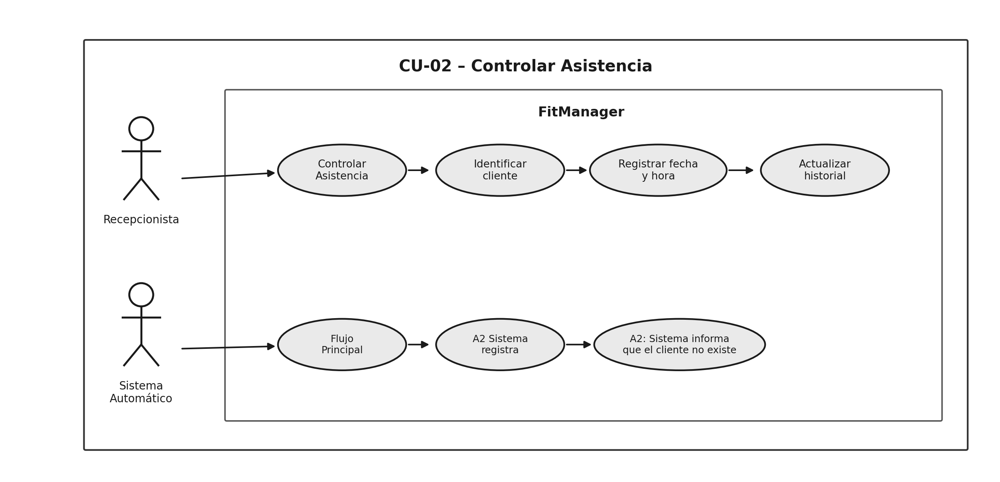 CU-02 – Controlar Asistencia
FitManager
Controlar
Asistencia
Identificar
cliente
Registrar fecha
y hora
Actualizar
historial
Recepcionista
Flujo
Principal
A2 Sistema
registra
A2: Sistema informa
que el cliente no existe
Sistema
Automático